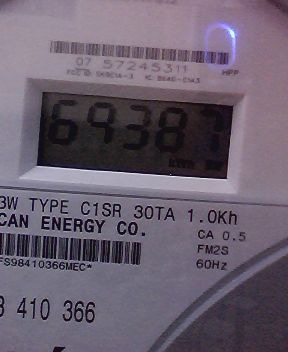 07 57245311
HPP
69387
3W TYPE C1SR 30TA 1.0Kh
CAN ENERGY CO.
CA 0.5
FM2S
60Hz
FS98410366MEC*
3 410 366